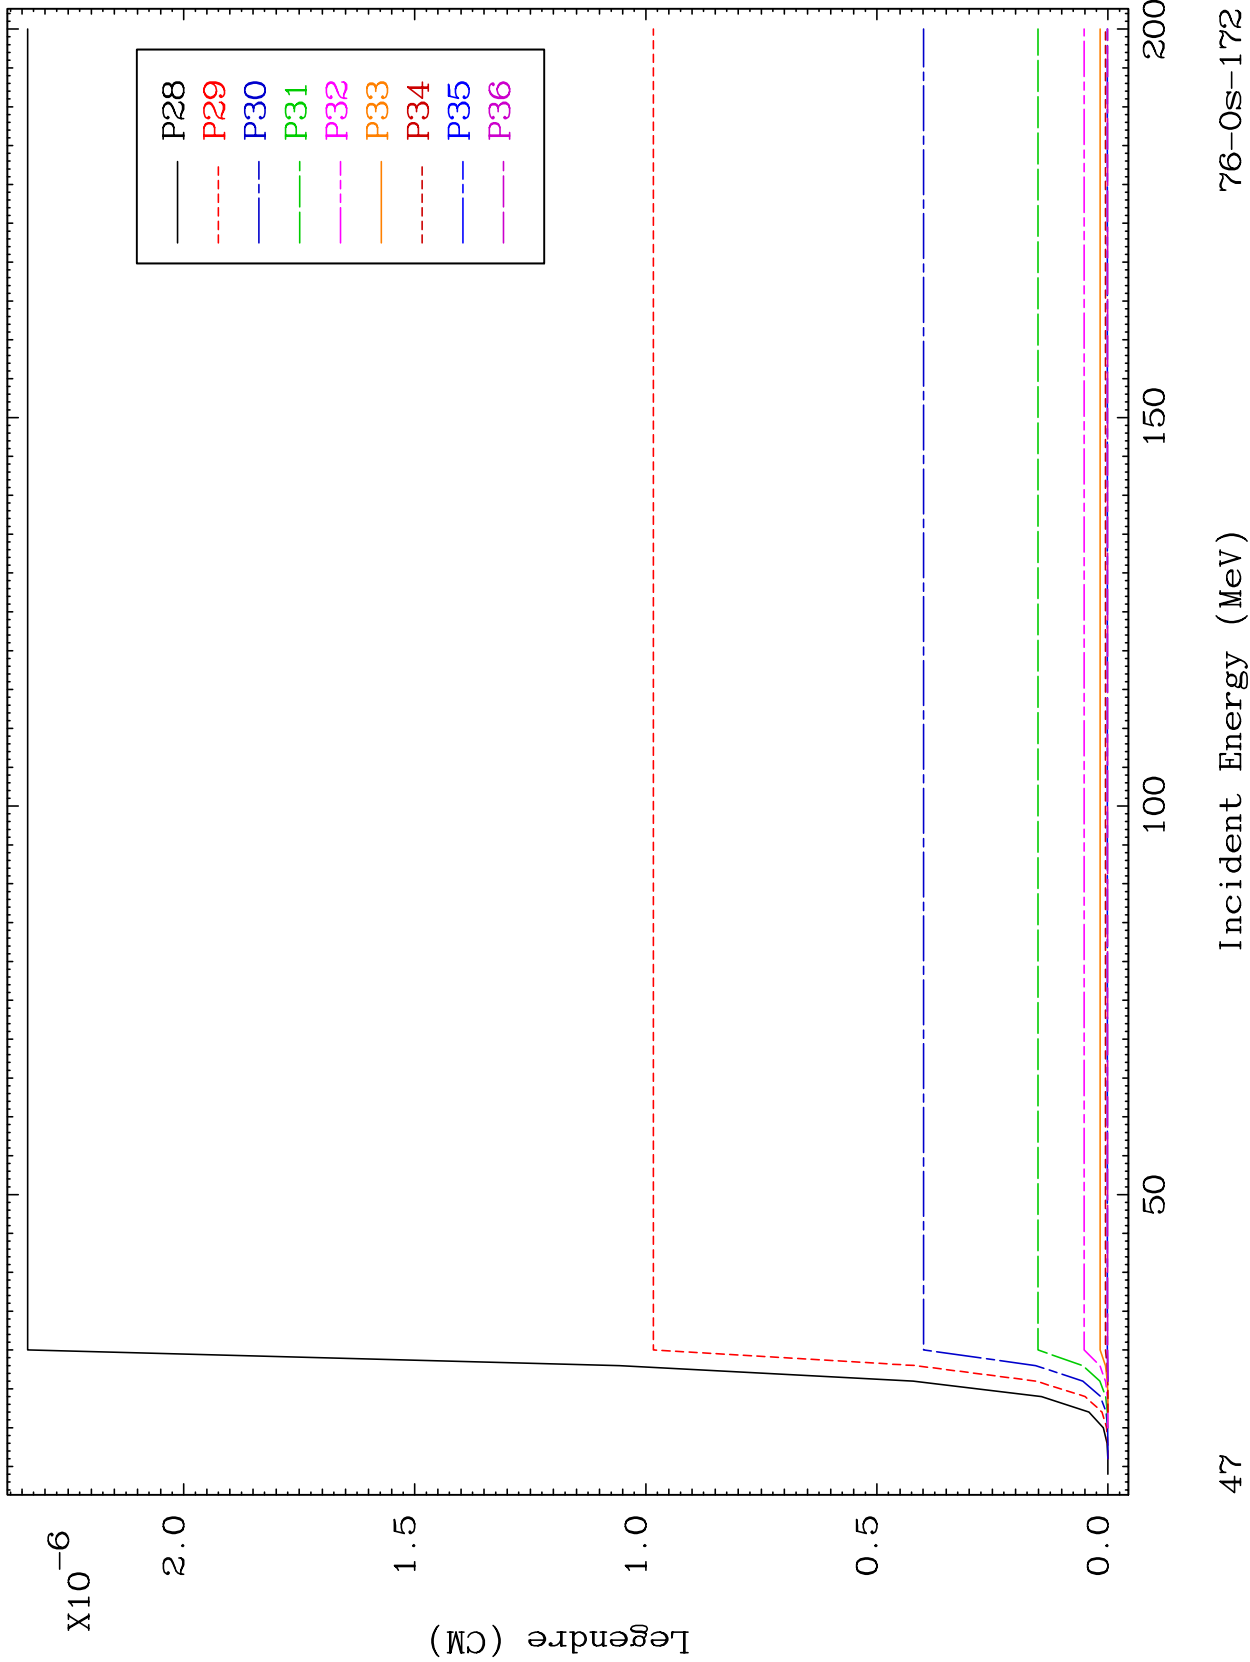 X10-6
2.0
1.5
1.0
0.5
0.0
Legendre (CM)
P28
P29
P30
P31
P32
P33
P34
P35
P36
50
100
150
200
Incident Energy (MeV)
47
76-Os-172